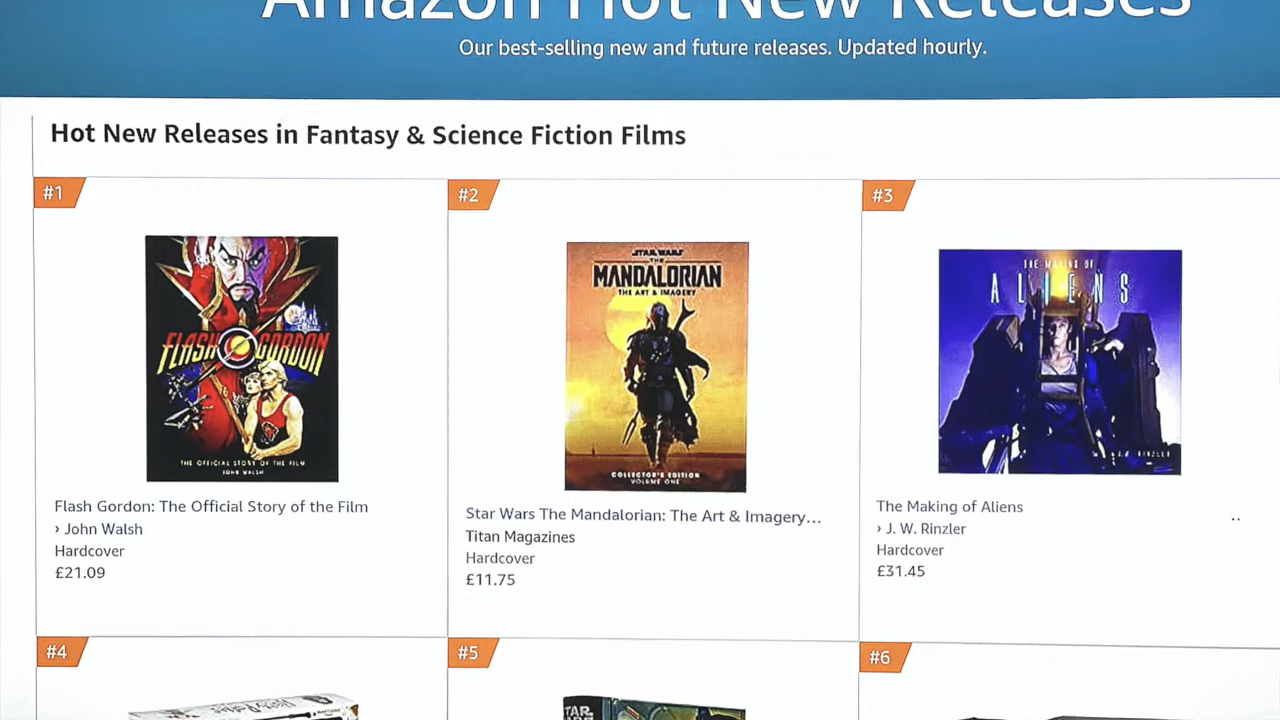 Amazon Hot New Releases
Our best-selling new and future releases. Updated hourly.
Hot New Releases in Fantasy & Science Fiction Films
#1
#2
#3
FLASH GORDON
THE OFFICIAL STORY OF THE FILM
JOHN WALSH
STAR WARS
THE
MANDALORIAN
THE ART & IMAGERY
COLLECTOR'S EDITION
VOLUME ONE
THE MAKING OF
ALIENS
J.W. RINZLER
Flash Gordon: The Official Story of the Film
› John Walsh
Hardcover
£21.09
Star Wars The Mandalorian: The Art & Imagery…
Titan Magazines
Hardcover
£11.75
The Making of Aliens
› J. W. Rinzler
Hardcover
£31.45
#4
#5
#6
STAR